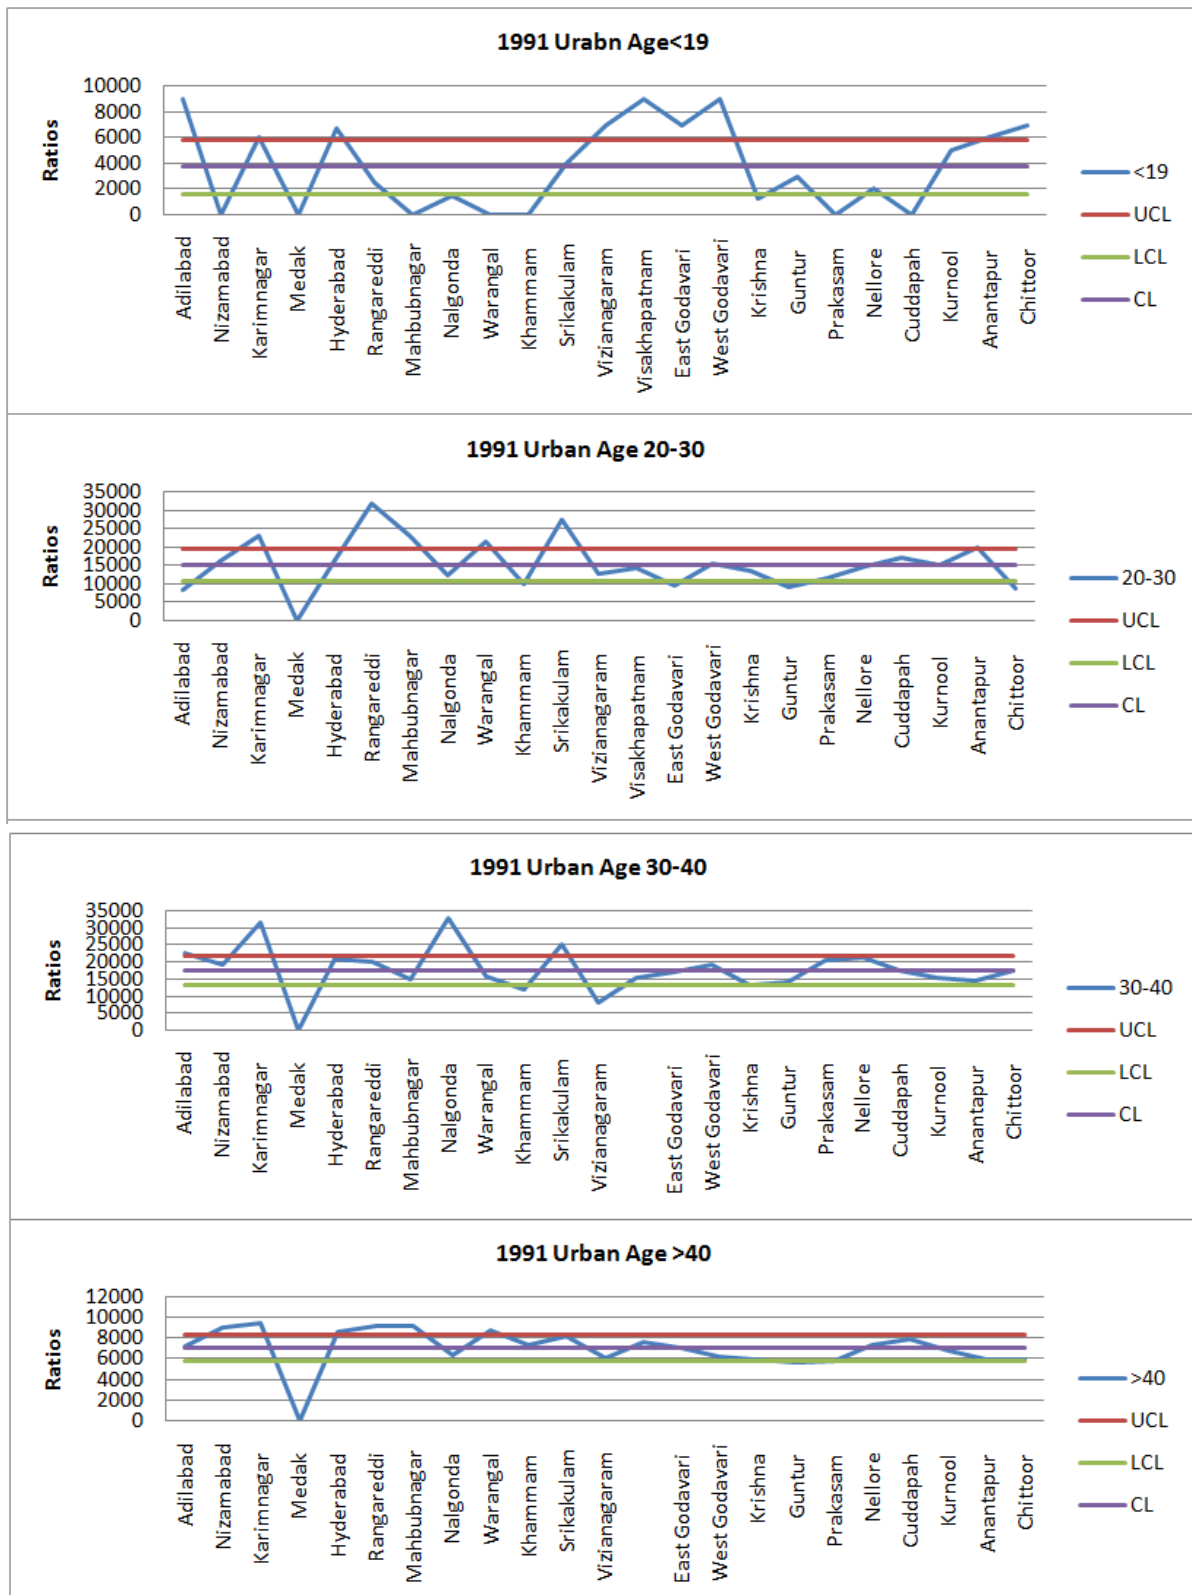 1991 Urabn Age<19
10000
8000
6000
4000
2000
0
Ratios
Adilabad
Nizamabad
Karimnagar
Medak
Hyderabad
Rangareddi
Mahbubnagar
Nalgonda
Warangal
Khammam
Srikakulam
Vizianagaram
Visakhapatnam
East Godavari
West Godavari
Krishna
Guntur
Prakasam
Nellore
Cuddapah
Kurnool
Anantapur
Chittoor
<19
UCL
LCL
CL
1991 Urban Age 20-30
35000
30000
25000
20000
15000
10000
5000
0
Ratios
Adilabad
Nizamabad
Karimnagar
Medak
Hyderabad
Rangareddi
Mahbubnagar
Nalgonda
Warangal
Khammam
Srikakulam
Vizianagaram
Visakhapatnam
East Godavari
West Godavari
Krishna
Guntur
Prakasam
Nellore
Cuddapah
Kurnool
Anantapur
Chittoor
20-30
UCL
LCL
CL
1991 Urban Age 30-40
35000
30000
25000
20000
15000
10000
5000
0
Ratios
Adilabad
Nizamabad
Karimnagar
Medak
Hyderabad
Rangareddi
Mahbubnagar
Nalgonda
Warangal
Khammam
Srikakulam
Vizianagaram
East Godavari
West Godavari
Krishna
Guntur
Prakasam
Nellore
Cuddapah
Kurnool
Anantapur
Chittoor
30-40
UCL
LCL
CL
1991 Urban Age >40
12000
10000
8000
6000
4000
2000
0
Ratios
Adilabad
Nizamabad
Karimnagar
Medak
Hyderabad
Rangareddi
Mahbubnagar
Nalgonda
Warangal
Khammam
Srikakulam
Vizianagaram
East Godavari
West Godavari
Krishna
Guntur
Prakasam
Nellore
Cuddapah
Kurnool
Anantapur
Chittoor
>40
UCL
LCL
CL